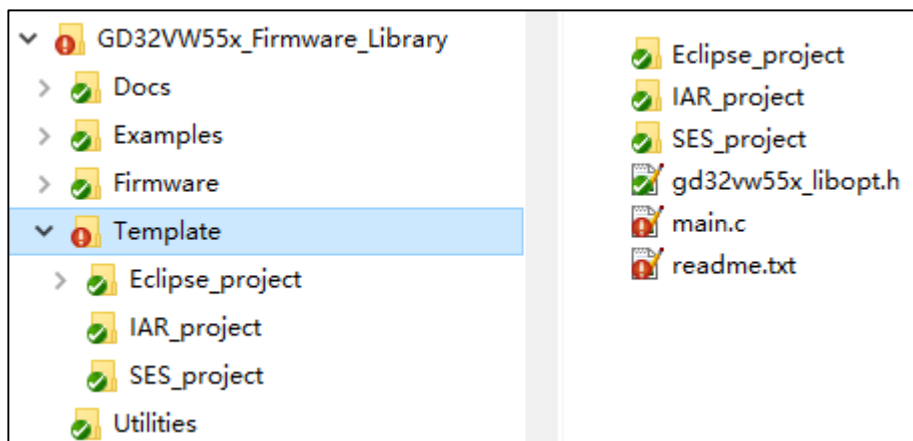 GD32VW55x_Firmware_Library
Docs
Examples
Firmware
Template
Eclipse_project
IAR_project
SES_project
Utilities
Eclipse_project
IAR_project
SES_project
gd32vw55x_libopt.h
main.c
readme.txt